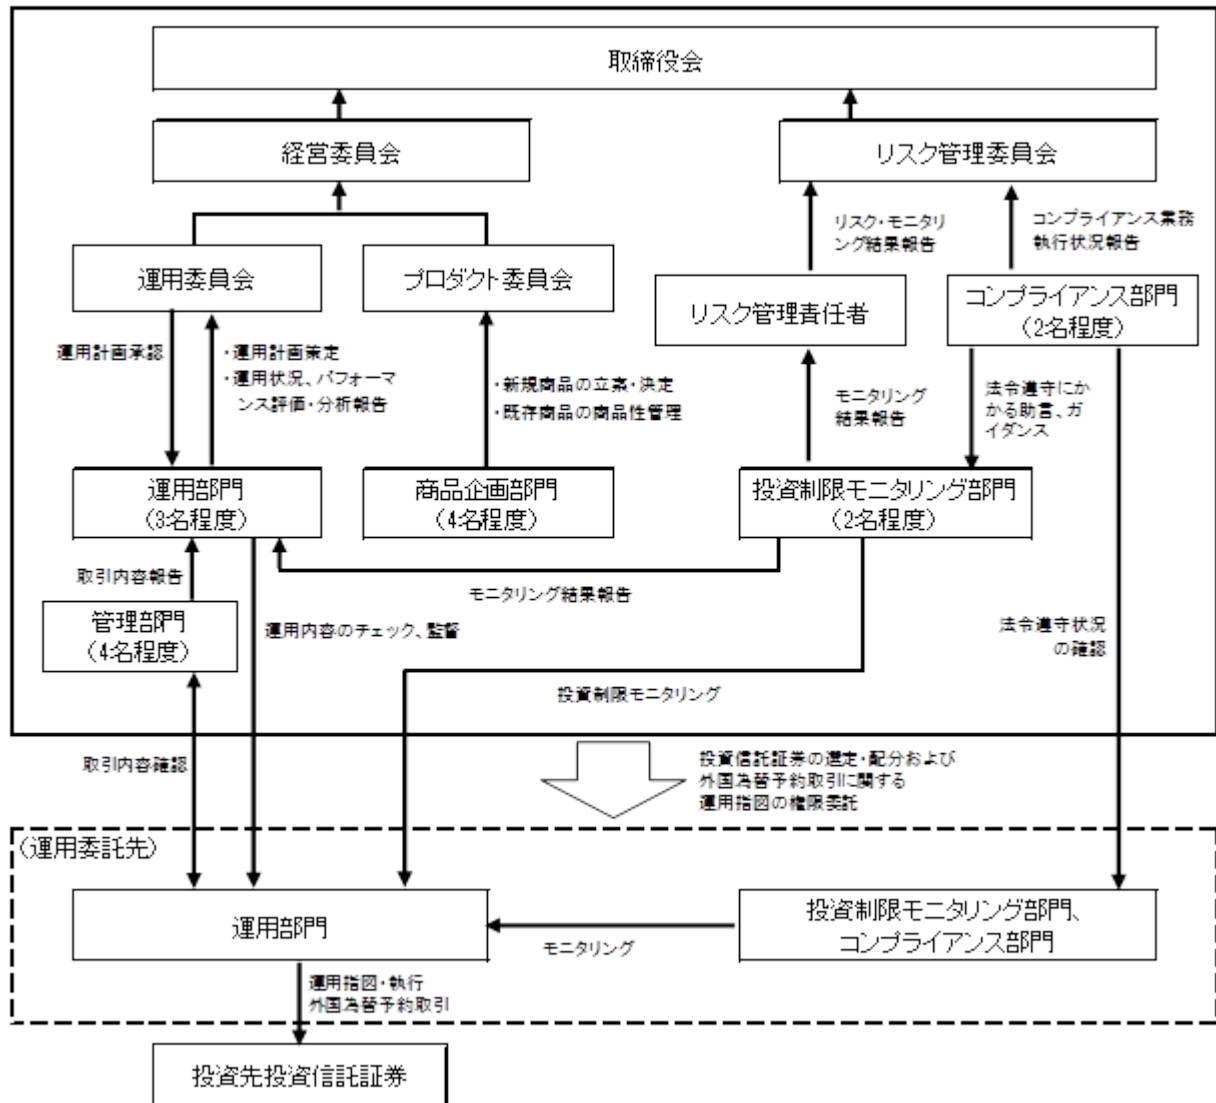 取締役会
経営委員会
リスク管理委員会
リスク・モニタリ
ング結果報告
コンプライアンス業務
執行状況報告
運用委員会
プロダクト委員会
リスク管理責任者
コンプライアンス部門
(2名程度)
運用計画承認
・運用計画策定
・運用状況、パフォーマ
ンス評価・分析報告
・新規商品の立案・決定
・既存商品の商品性管理
モニタリング
結果報告
法令遵守にか
かる助言、ガ
イダンス
運用部門
(3名程度)
商品企画部門
(4名程度)
投資制限モニタリング部門
(2名程度)
取引内容報告
モニタリング結果報告
管理部門
(4名程度)
運用内容のチェック、監督
法令遵守状況
の確認
投資制限モニタリング
取引内容確認
投資信託証券の選定・配分および
外国為替予約取引に関する
運用指図の権限委託
(運用委託先)
運用部門
モニタリング
投資制限モニタリング部門、
コンプライアンス部門
運用指図・執行
外国為替予約取引
投資先投資信託証券